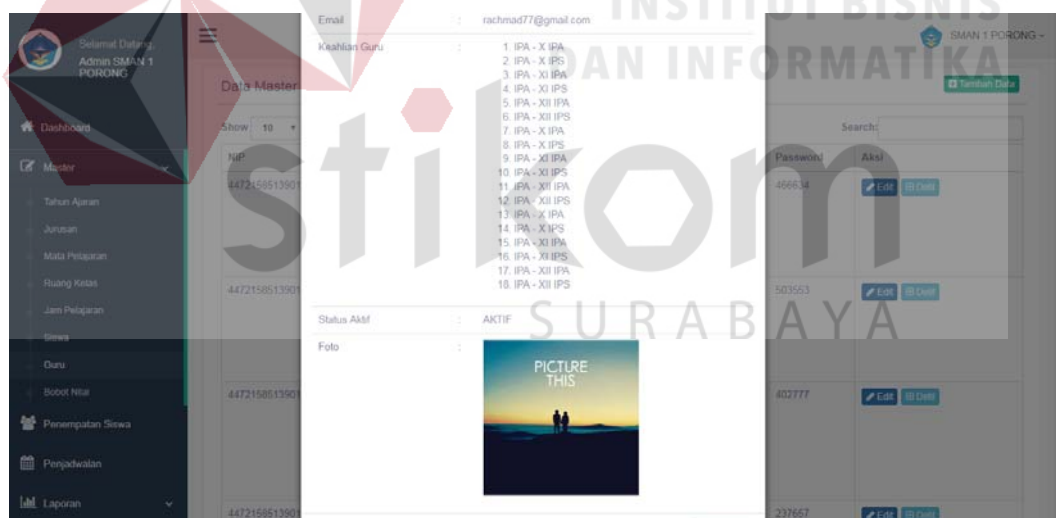 Selamat Datang,
Admin SMAN 1
PORONG
Dashboard
Master
Tahun Ajaran
Jurusan
Mata Pelajaran
Ruang Kelas
Jam Pelajaran
Siswa
Guru
Bobot Nilai
Penempatan Siswa
Penjadwalan
Laporan
SMAN 1 PORONG
Data Master
Tambah Data
Show 10
Search:
NIP
Password
Aksi
4472158513901
466634
Edit
Detil
4472158513901
503553
Edit
Detil
4472158513901
402777
Edit
Detil
4472158513901
237657
Edit
Detil
Email : rachmad77@gmail.com
Keahlian Guru :
1. IPA - X IPA
2. IPA - X IPS
3. IPA - XI IPA
4. IPA - XI IPS
5. IPA - XII IPA
6. IPA - XII IPS
7. IPA - X IPA
8. IPA - X IPS
9. IPA - XI IPA
10. IPA - XI IPS
11. IPA - XII IPA
12. IPA - XII IPS
13. IPA - X IPA
14. IPA - X IPS
15. IPA - XI IPA
16. IPA - XI IPS
17. IPA - XII IPA
18. IPA - XII IPS
Status Aktif : AKTIF
Foto :
PICTURE
THIS
INSTITUT BISNIS
DAN INFORMATIKA
stikom
SURABAYA